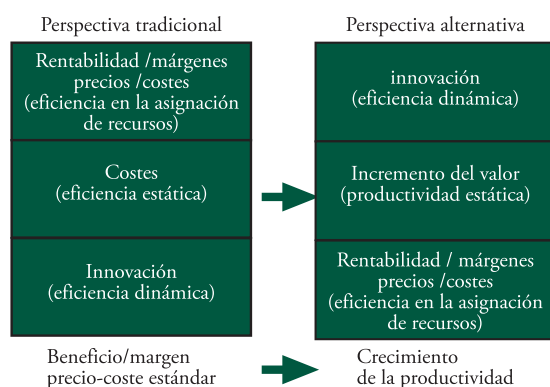 Perspectiva tradicional
Rentabilidad /márgenes
precios /costes
(eficiencia en la asignación
de recursos)
Costes
(eficiencia estática)
Innovación
(eficiencia dinámica)
Beneficio/margen
precio-coste estándar
Perspectiva alternativa
innovación
(eficiencia dinámica)
Incremento del valor
(productividad estática)
Rentabilidad / márgenes
precios /costes
(eficiencia en la asignación
de recursos)
Crecimiento
de la productividad